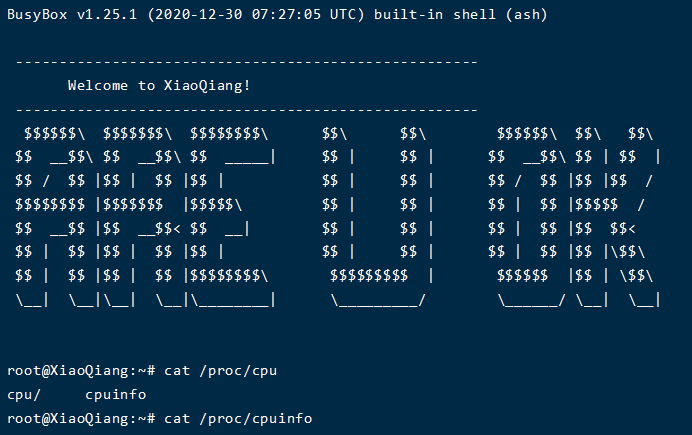 BusyBox v1.25.1 (2020-12-30 07:27:05 UTC) built-in shell (ash)
-----------------------------------------------------
Welcome to XiaoQiang!
-----------------------------------------------------
 $$$$$$\  $$$$$$$\  $$$$$$$$\      $$\      $$\        $$$$$$\  $$\   $$\
$$  __$$\ $$  __$$\ $$  _____|     $$ |     $$ |      $$  __$$\ $$ | $$  |
$$ /  $$ |$$ |  $$ |$$ |           $$ |     $$ |      $$ /  $$ |$$ |$$  /
$$$$$$$$ |$$$$$$$  |$$$$$\         $$ |     $$ |      $$ |  $$ |$$$$$  /
$$  __$$ |$$  __$$< $$  __|        $$ |     $$ |      $$ |  $$ |$$  $$<
$$ |  $$ |$$ |  $$ |$$ |           $$ |     $$ |      $$ |  $$ |$$ |\$$\
$$ |  $$ |$$ |  $$ |$$$$$$$$\       $$$$$$$$$  |       $$$$$$  |$$ | \$$\
\__|  \__|\__|  \__|\________|      \_________/        \______/ \__|  \__|
root@XiaoQiang:~# cat /proc/cpu
cpu/     cpuinfo
root@XiaoQiang:~# cat /proc/cpuinfo